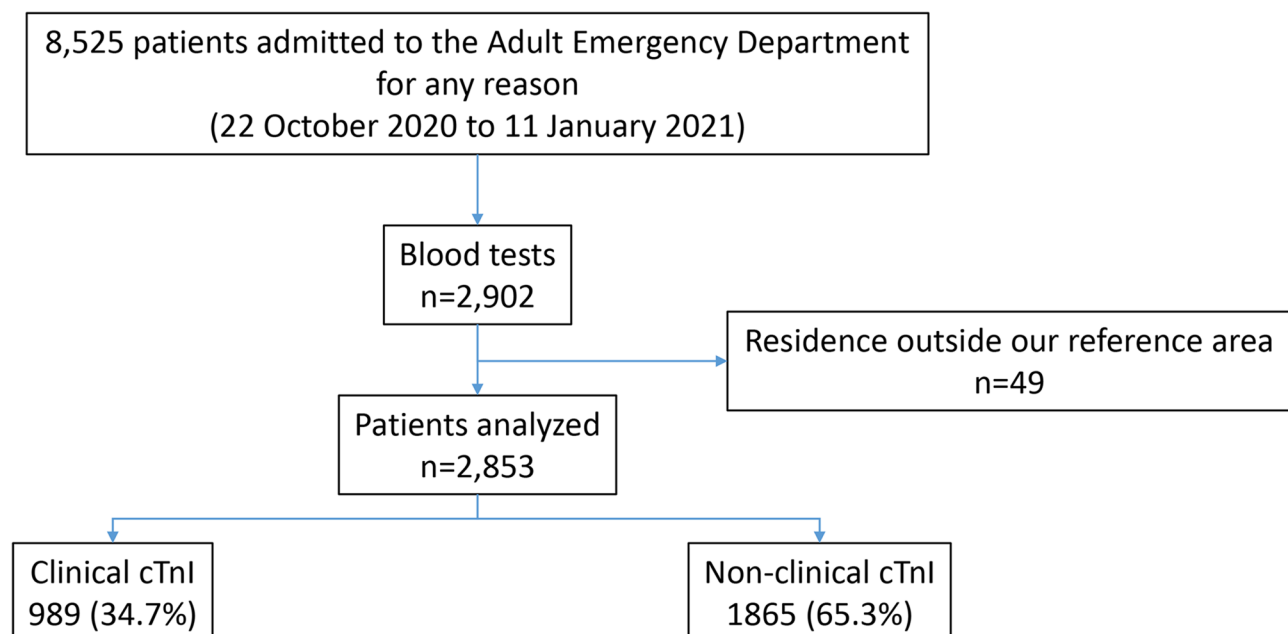 8,525 patients admitted to the Adult Emergency Department
for any reason
(22 October 2020 to 11 January 2021)
Blood tests
n=2,902
Residence outside our reference area
n=49
Patients analyzed
n=2,853
Clinical cTnI
989 (34.7%)
Non-clinical cTnI
1865 (65.3%)